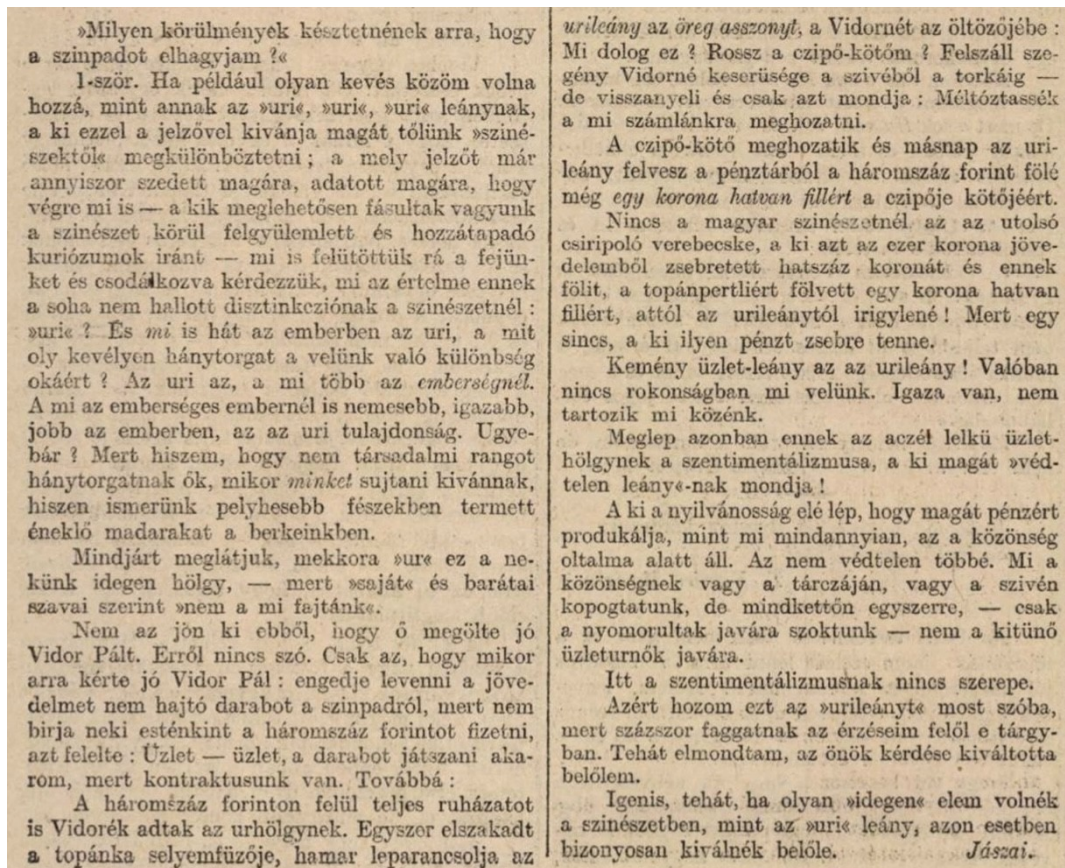 »Milyen körülmények késztetnének arra, hogy
a szinpadot elhagyjam ?«
1-ször. Ha például olyan kevés közöm volna
hozzá, mint annak az »uri«, »uri«, »uri« leánynak,
a ki ezzel a jelzővel kivánja magát tőlünk »sziné-
szektől« megkülönböztetni ; a mely jelzőt már
annyiszor szedett magára, adatott magára, hogy
végre mi is — a kik meglehetősen fásultak vagyunk
a szinészet körül felgyülemlett és hozzátapadó
kuriózumok iránt — mi is felütöttük rá a fejün-
ket és csodálkozva kérdezzük, mi az értelme ennek
a soha nem hallott disztinkcziónak a szinészetnél :
»uri« ? És mi is hát az emberben az uri, a mit
oly kevélyen hánytorgat a velünk való különbség
okáért ? Az uri az, a mi több az emberségnél.
A mi az emberséges embernél is nemesebb, igazabb,
jobb az emberben, az az uri tulajdonság. Ugye-
bár ? Mert hiszem, hogy nem társadalmi rangot
hánytorgatnak ők, mikor minket sujtani kivánnak,
hiszen ismerünk pelyhesebb fészekben termett
éneklő madarakat a berkeinkben.
Mindjárt meglátjuk, mekkora »ur« ez a ne-
künk idegen hölgy, — mert »saját« és barátai
szavai szerint »nem a mi fajtánk«.
Nem az jön ki ebből, hogy ő megölte jó
Vidor Pált. Erről nincs szó. Csak az, hogy mikor
arra kérte jó Vidor Pál : engedje levenni a jöve-
delmet nem hajtó darabot a szinpadról, mert nem
birja neki esténkint a háromszáz forintot fizetni,
azt felelte : Üzlet — üzlet, a darabot játszani aka-
rom, mert kontraktusunk van. Továbbá :
A háromszáz forinton felül teljes ruházatot
is Vidorék adtak az urhölgynek. Egyszer elszakadt
a topánka selyemfüzője, hamar leparancsolja az
urileány az öreg asszonyt, a Vidornét az öltözőjébe :
Mi dolog ez ? Rossz a czipő-kötőm ? Felszáll sze-
gény Vidorné keserüsége a szivéből a torkáig —
de visszanyeli és csak azt mondja : Méltóztassék
a mi számlánkra meghozatni.
A czipő-kötő meghozatik és másnap az uri-
leány felvesz a pénztárból a háromszáz forint fölé
még egy korona hatvan fillért a czipője kötőjéért.
Nincs a magyar szinészetnél az az utolsó
csiripoló verebecske, a ki azt az ezer korona jöve-
delemből zsebretett hatszáz koronát és ennek
fölit, a topánpertliért fölvett egy korona hatvan
fillért, attól az urileánytól irigylené ! Mert egy
sincs, a ki ilyen pénzt zsebre tenne.
Kemény üzlet-leány az az urileány ! Valóban
nincs rokonságban mi velünk. Igaza van, nem
tartozik mi közénk.
Meglep azonban ennek az aczél lelkü üzlet-
hölgynek a szentimentálizmusa, a ki magát »véd-
telen leány«-nak mondja !
A ki a nyilvánosság elé lép, hogy magát pénzért
produkálja, mint mi mindannyian, az a közönség
oltalma alatt áll. Az nem védtelen többé. Mi a
közönségnek vagy a tárczáján, vagy a szivén
kopogtatunk, de mindkettőn egyszerre, — csak
a nyomorultak javára szoktunk — nem a kitünő
üzleturnők javára.
Itt a szentimentálizmusnak nincs szerepe.
Azért hozom ezt az »urileányt« most szóba,
mert százszor faggatnak az érzéseim felől e tárgy-
ban. Tehát elmondtam, az önök kérdése kiváltotta
belőlem.
Igenis, tehát, ha olyan »idegen« elem volnék
a szinészetben, mint az »uri« leány, azon esetben
bizonyosan kiválnék belőle. Jászai.